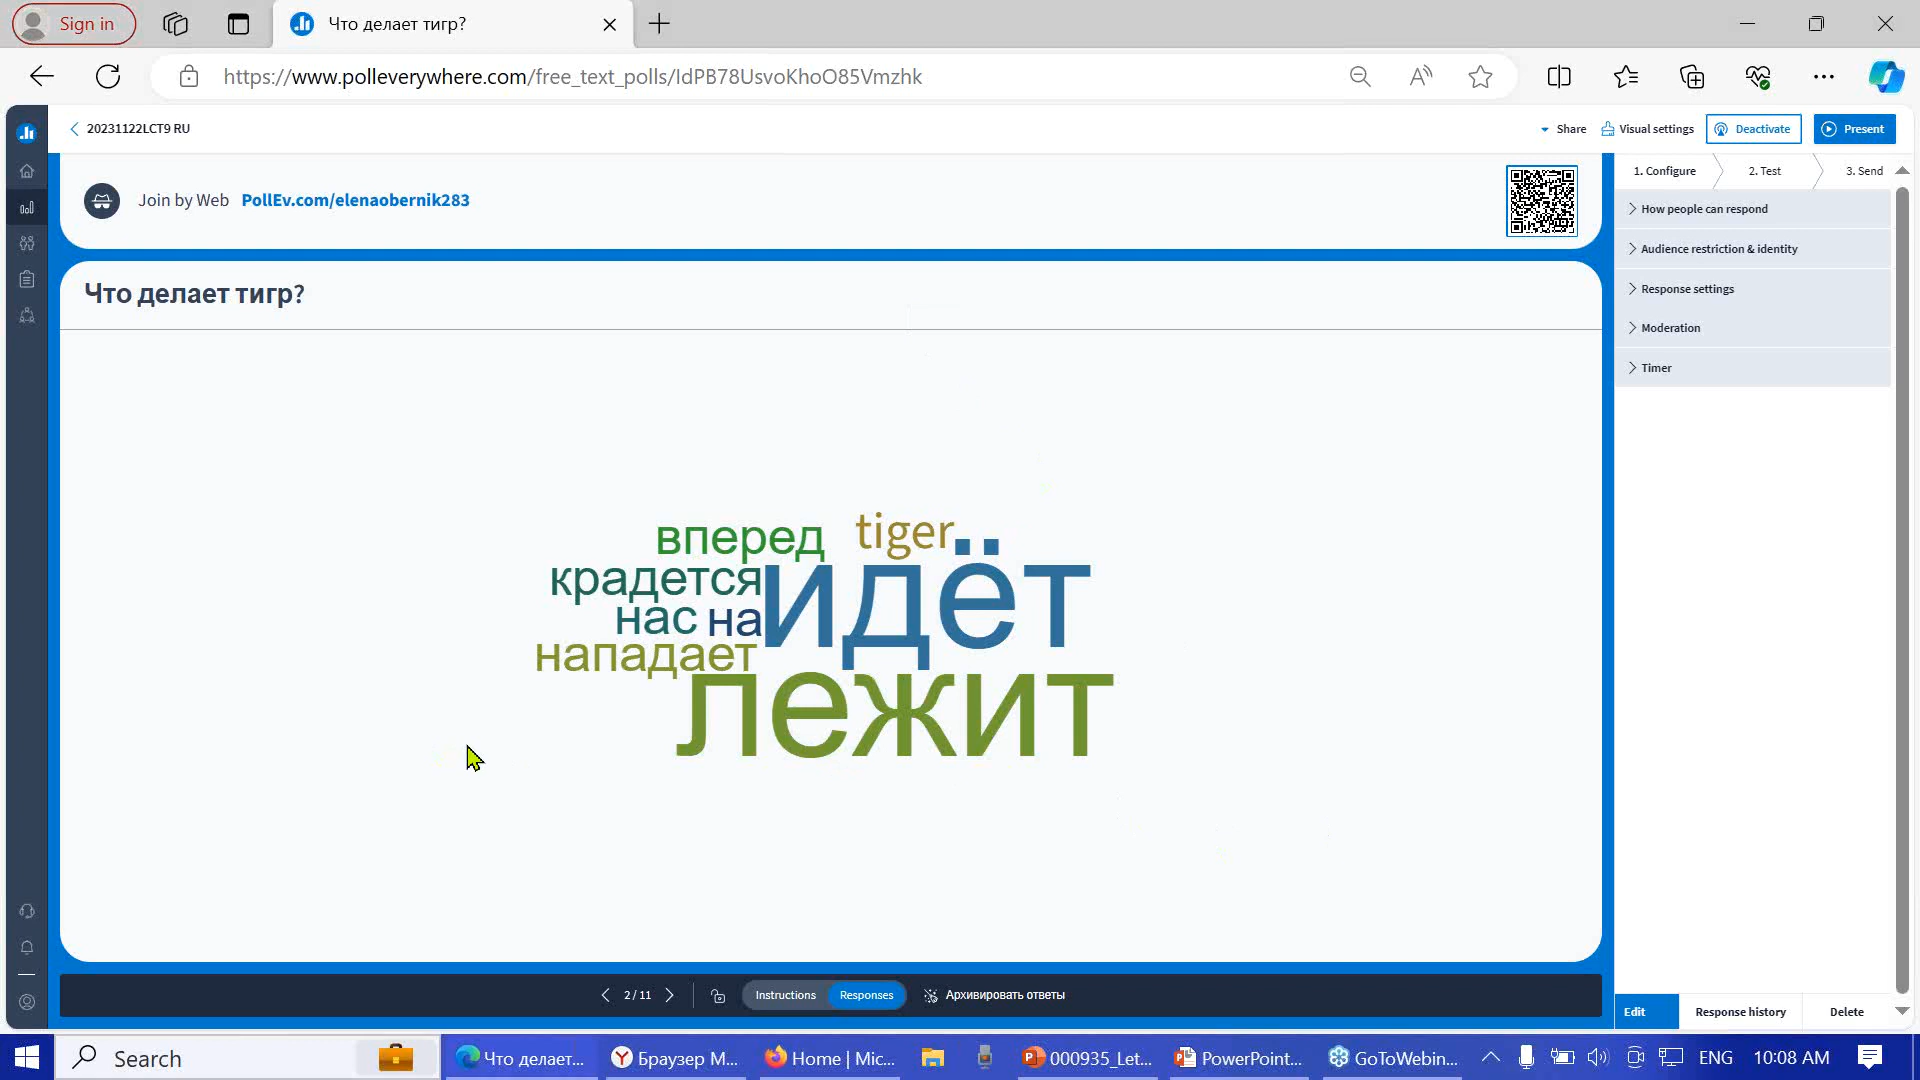 Sign in
Что делает тигр?
https://www.polleverywhere.com/free_text_polls/IdPB78UsvoKhoO85Vmzhk
20231122LCT9 RU
Share
Visual settings
Deactivate
Present
Join by Web PollEv.com/elenaobernik283
1. Configure
2. Test
3. Send
How people can respond
Audience restriction & identity
Response settings
Moderation
Timer
Что делает тигр?
вперед
tiger
крадется
идёт
нас
на
нападает
лежит
2 / 11
Instructions
Responses
Архивировать ответы
Edit
Response history
Delete
Search
Что делает...
Браузер М...
Home | Mic...
000935_Let...
PowerPoint...
GoToWebin...
ENG
10:08 AM